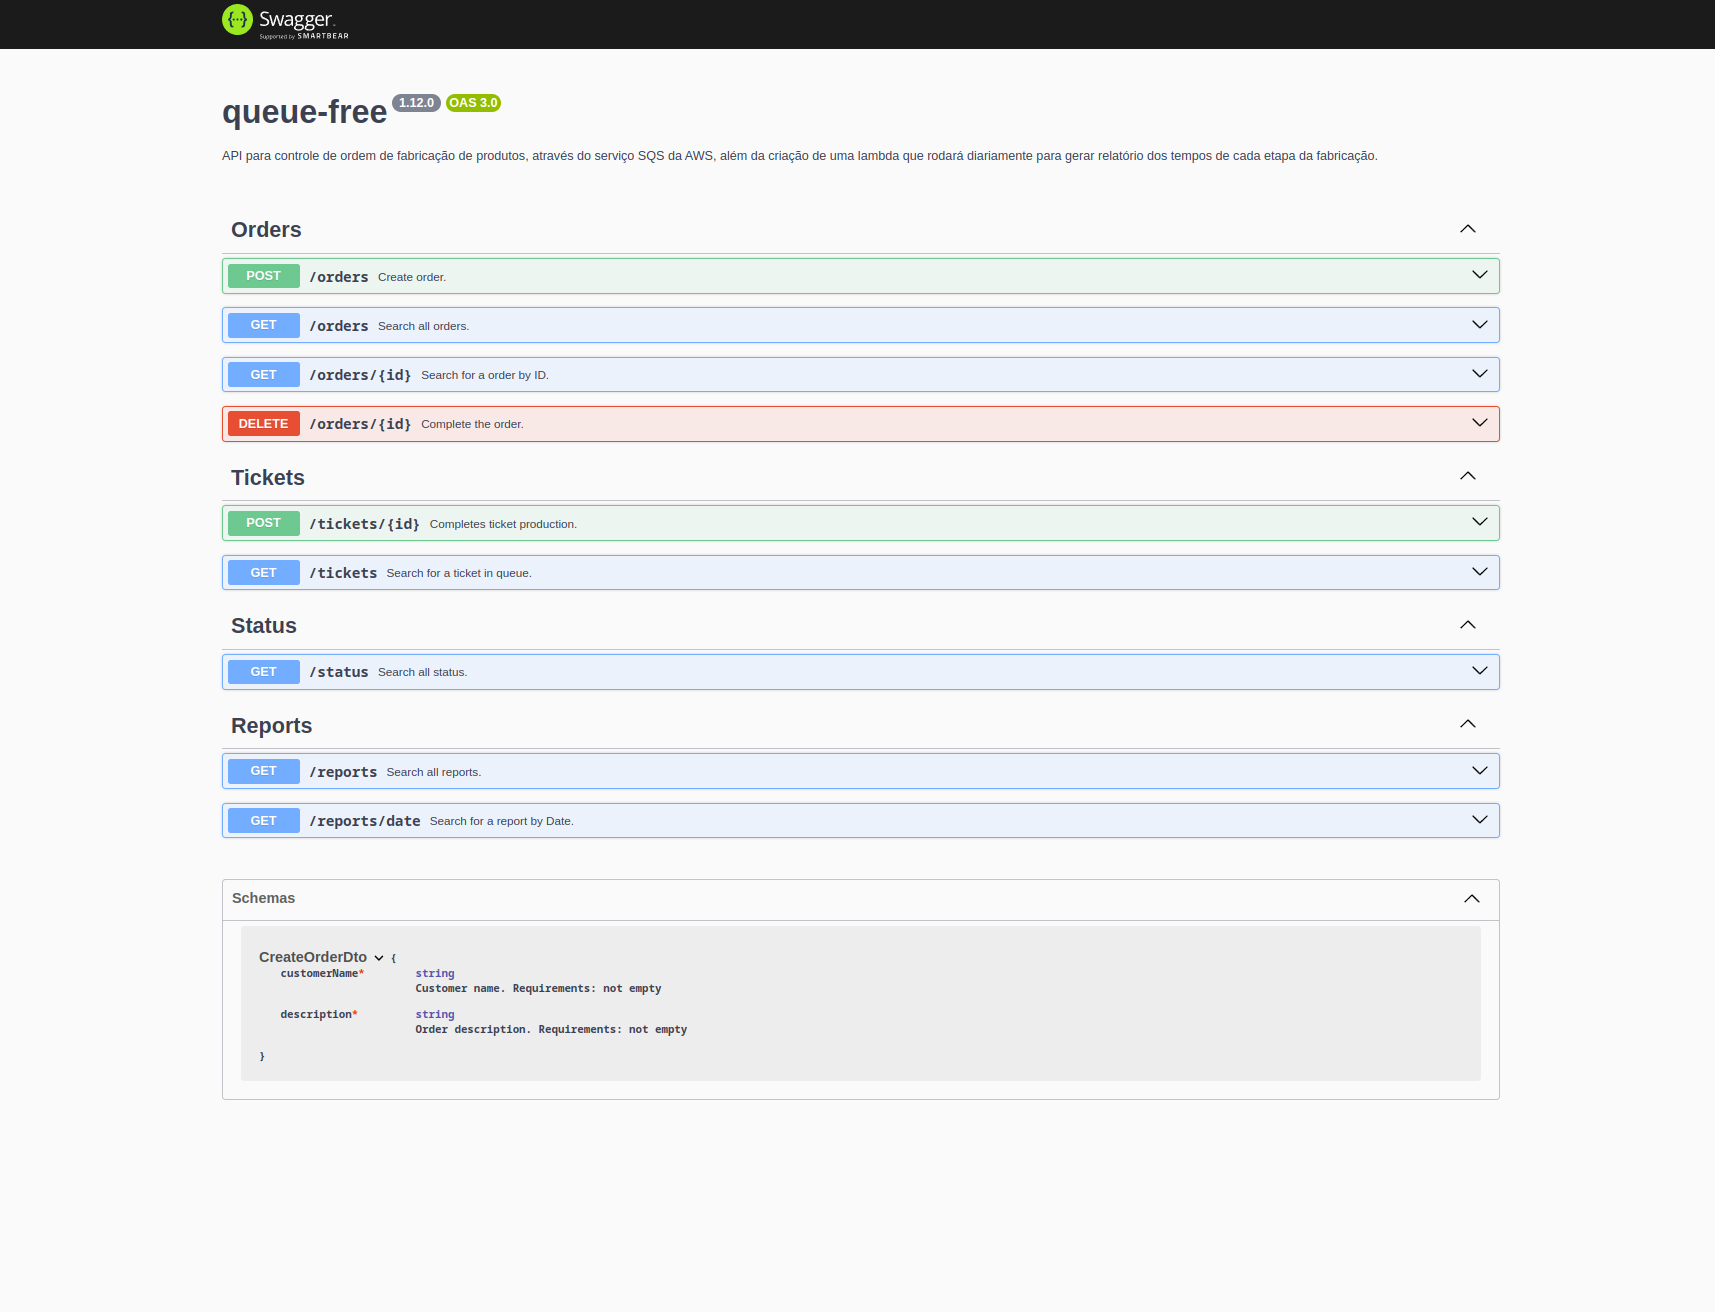 Swagger.
Supported by SMARTBEAR
queue-free 1.12.0 OAS 3.0
API para controle de ordem de fabricação de produtos, através do serviço SQS da AWS, além da criação de uma lambda que rodará diariamente para gerar relatório dos tempos de cada etapa da fabricação.
Orders
POST /orders Create order.
GET /orders Search all orders.
GET /orders/{id} Search for a order by ID.
DELETE /orders/{id} Complete the order.
Tickets
POST /tickets/{id} Completes ticket production.
GET /tickets Search for a ticket in queue.
Status
GET /status Search all status.
Reports
GET /reports Search all reports.
GET /reports/date Search for a report by Date.
Schemas
CreateOrderDto {
customerName* string
Customer name. Requirements: not empty
description* string
Order description. Requirements: not empty
}